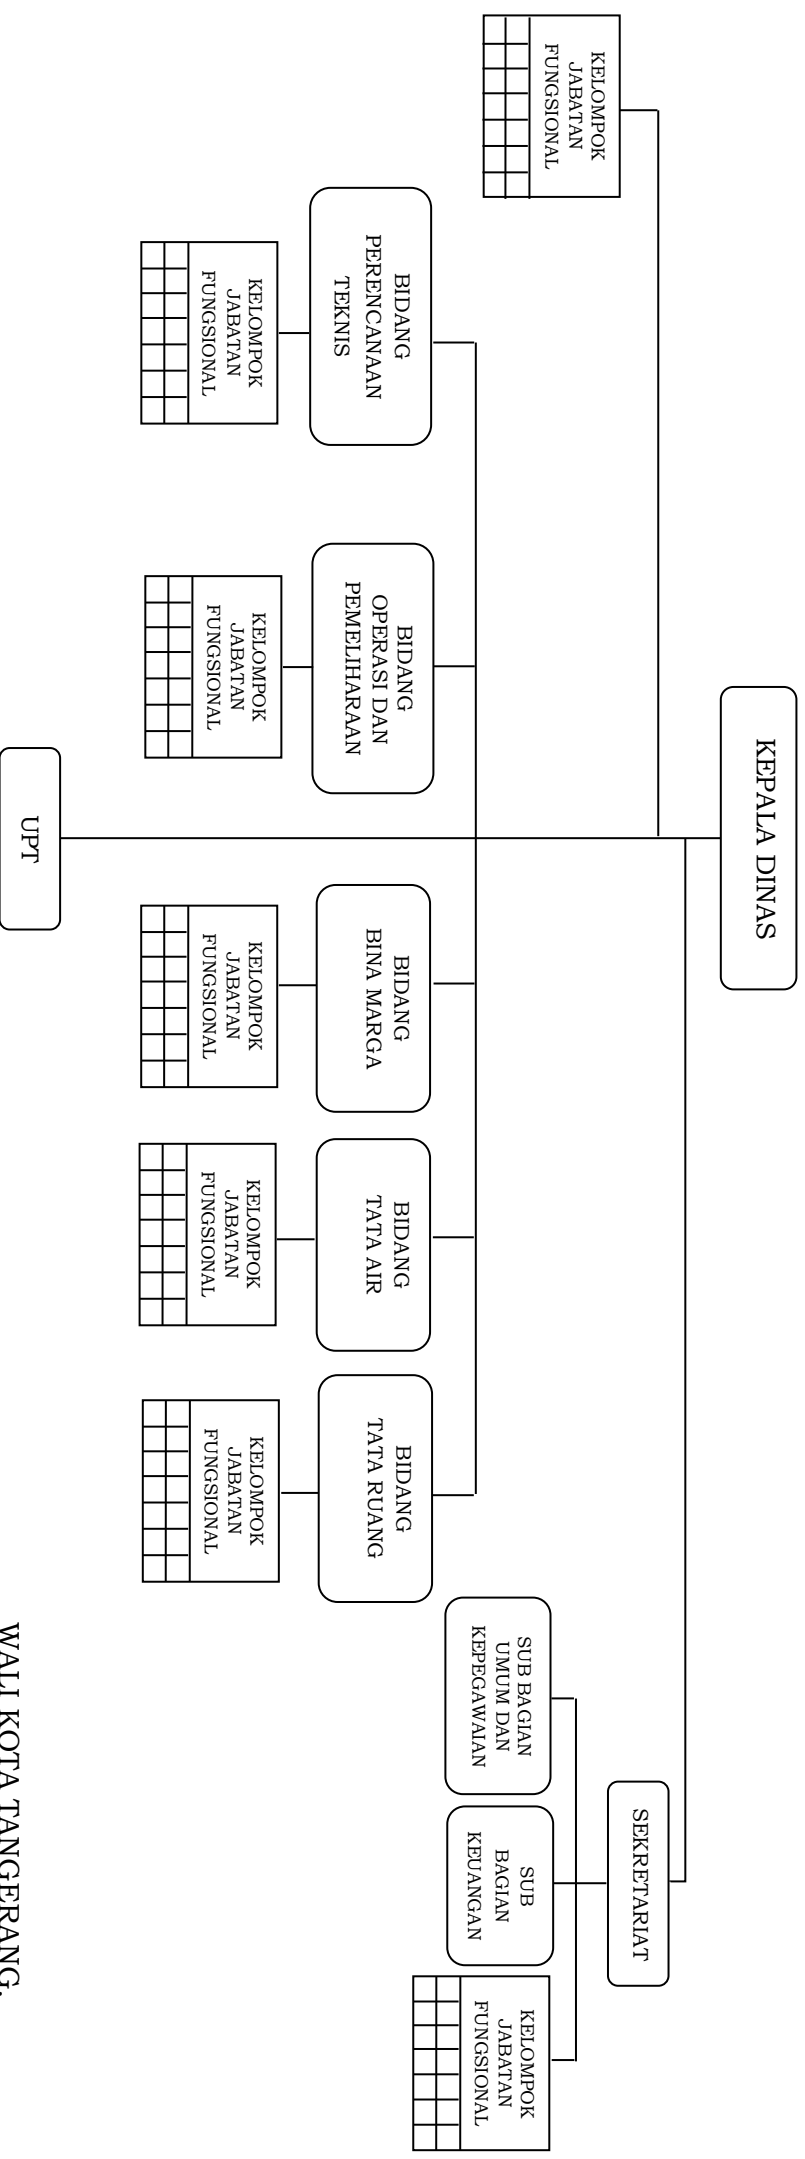 KEPALA DINAS
KELOMPOK
JABATAN
FUNGSIONAL
SEKRETARIAT
SUB BAGIAN
UMUM DAN
KEPEGAWAIAN
SUB
BAGIAN
KEUANGAN
KELOMPOK
JABATAN
FUNGSIONAL
BIDANG
PERENCANAAN
TEKNIS
BIDANG
OPERASI DAN
PEMELIHARAAN
BIDANG
BINA MARGA
BIDANG
TATA AIR
BIDANG
TATA RUANG
KELOMPOK
JABATAN
FUNGSIONAL
KELOMPOK
JABATAN
FUNGSIONAL
KELOMPOK
JABATAN
FUNGSIONAL
KELOMPOK
JABATAN
FUNGSIONAL
KELOMPOK
JABATAN
FUNGSIONAL
UPT
WALI KOTA TANGERANG,